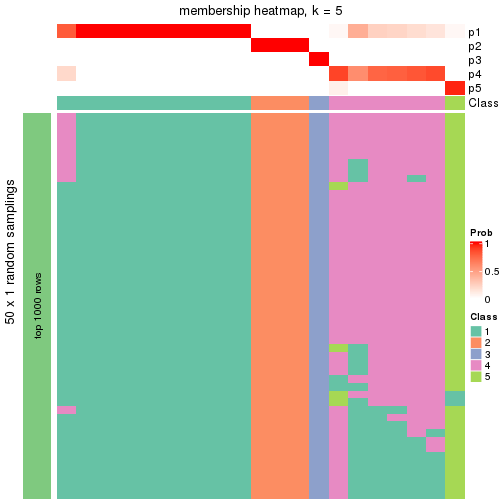 membership heatmap, k = 5
p1
p2
p3
p4
p5
Class
50 x 1 random samplings
top 1000 rows
Prob
1
0.5
0
Class
1
2
3
4
5